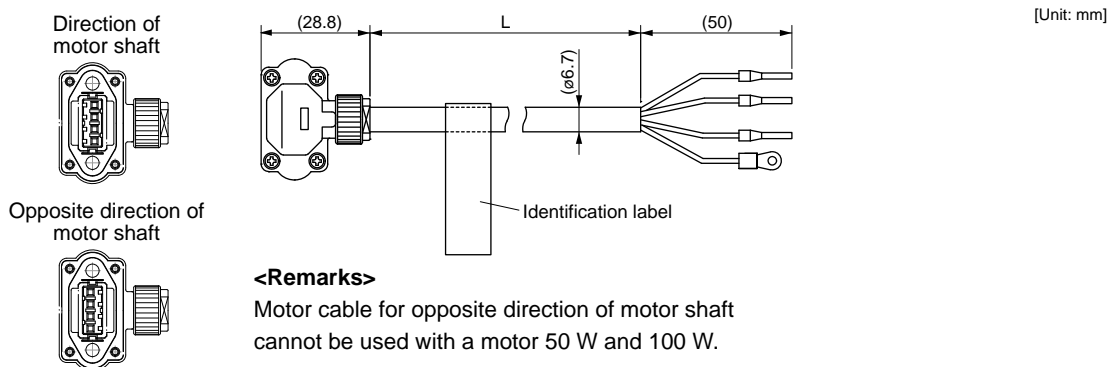 [Unit: mm]
Direction of
motor shaft
(28.8)
L
(50)
(ø6.7)
Opposite direction of
motor shaft
Identification label
<Remarks>
Motor cable for opposite direction of motor shaft
cannot be used with a motor 50 W and 100 W.